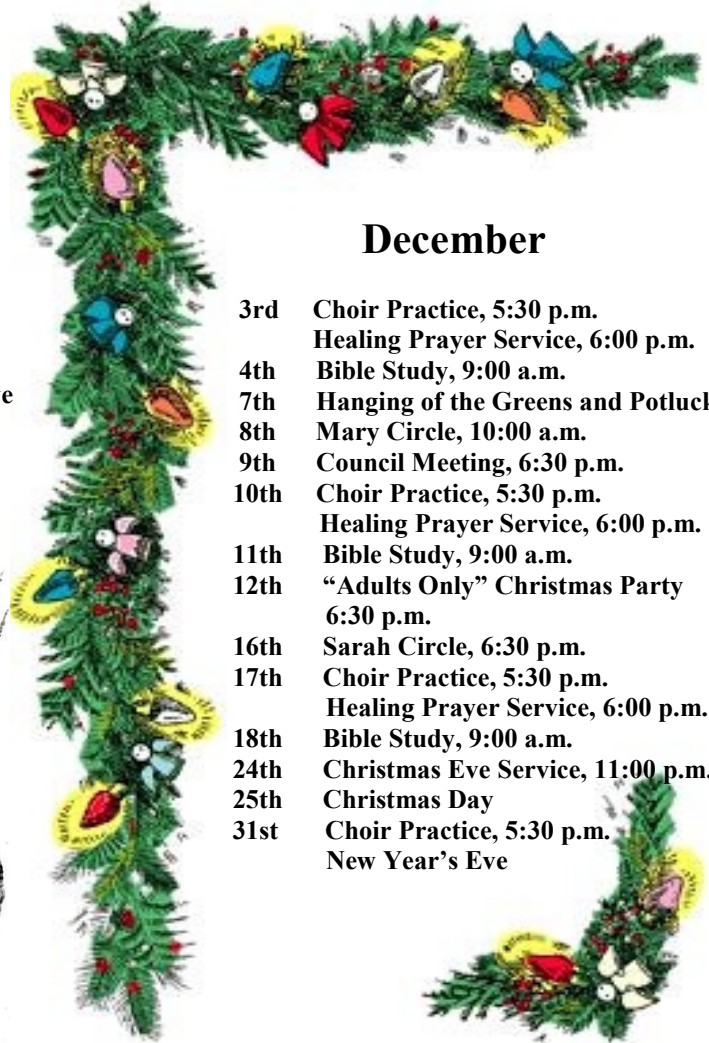 December
3rd Choir Practice, 5:30 p.m.
Healing Prayer Service, 6:00 p.m.
4th Bible Study, 9:00 a.m.
7th Hanging of the Greens and Potluck
8th Mary Circle, 10:00 a.m.
9th Council Meeting, 6:30 p.m.
10th Choir Practice, 5:30 p.m.
Healing Prayer Service, 6:00 p.m.
11th Bible Study, 9:00 a.m.
12th “Adults Only” Christmas Party
6:30 p.m.
16th Sarah Circle, 6:30 p.m.
17th Choir Practice, 5:30 p.m.
Healing Prayer Service, 6:00 p.m.
18th Bible Study, 9:00 a.m.
24th Christmas Eve Service, 11:00 p.m.
25th Christmas Day
31st Choir Practice, 5:30 p.m.
New Year’s Eve